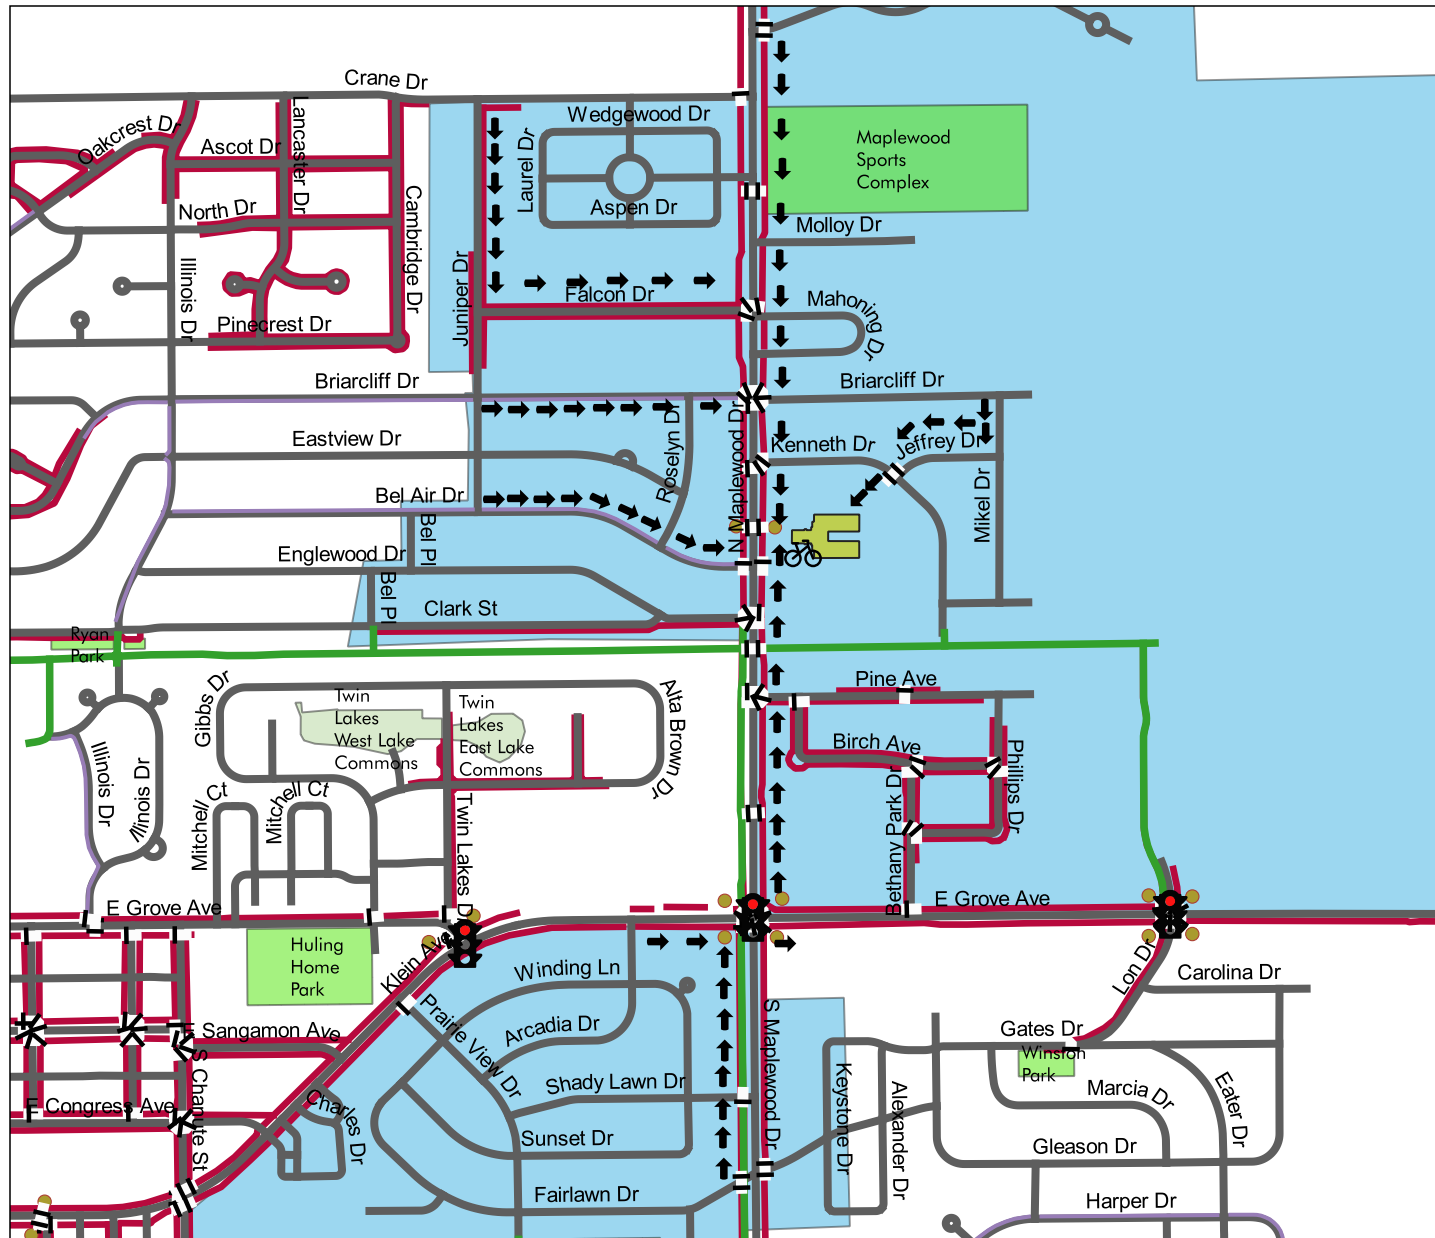 Crane Dr
Wedgewood Dr
Oakcrest Dr
Lancaster Dr
Ascot Dr
Laurel Dr
Maplewood
Sports
Complex
Cambridge Dr
North Dr
Aspen Dr
Molloy Dr
Illinois Dr
Juniper Dr
Falcon Dr
Mahoning Dr
Pinecrest Dr
Briarcliff Dr
Briarcliff Dr
Eastview Dr
Roselyn Dr
N Maplewood Dr
Kenneth Dr
Jeffrey Dr
Bel Air Dr
Mikel Dr
Bel Pl
Englewood Dr
Bel Pl
Clark St
Ryan
Park
Gibbs Dr
Twin
Lakes
West Lake
Commons
Twin
Lakes
East Lake
Commons
Alta Brown Dr
Pine Ave
Birch Ave
Phillips Dr
Illinois Dr
Illinois Dr
Mitchell Ct
Mitchell Ct
Twin Lakes Dr
Bethany Park Dr
E Grove Ave
E Grove Ave
Huling
Home
Park
Klein Ave
Winding Ln
Lon Dr
Carolina Dr
Prairie View Dr
Arcadia Dr
S Maplewood Dr
E Sangamon Ave
Gates Dr
Winston
Park
S Chanute St
Shady Lawn Dr
Keystone Dr
Alexander Dr
Marcia Dr
Eater Dr
E Congress Ave
Charles Dr
Sunset Dr
Gleason Dr
Fairlawn Dr
Harper Dr